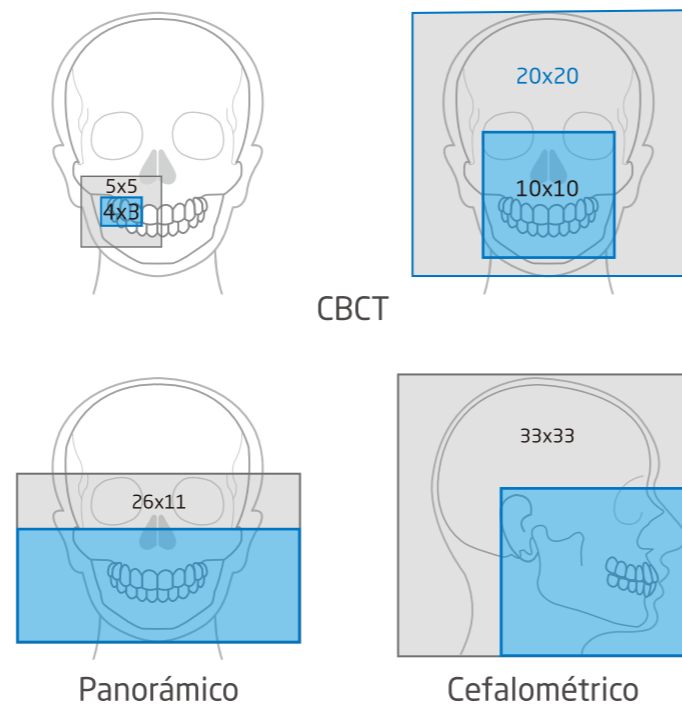 5x5
4x3
20x20
10x10
CBCT
26x11
33x33
Panorámico
Cefalométrico